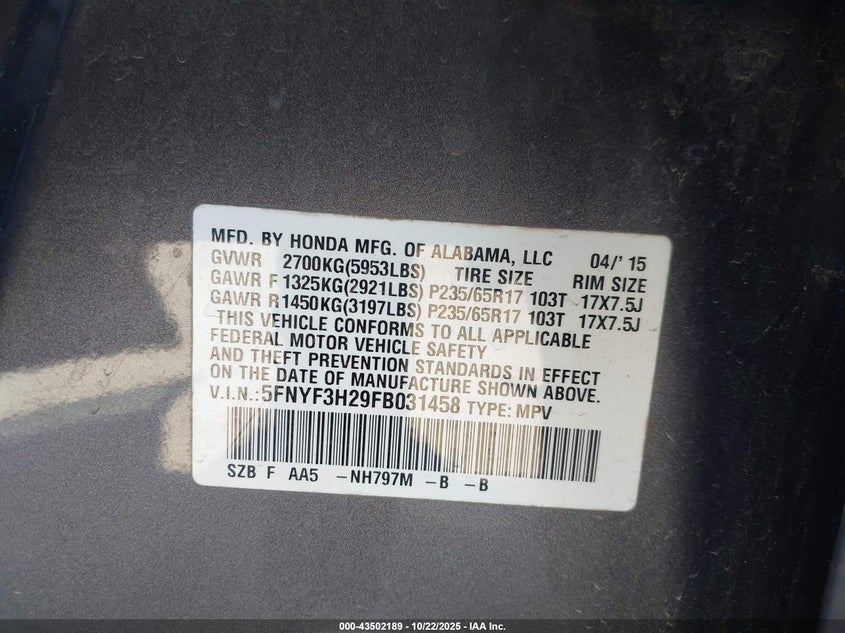 MFD. BY HONDA MFG. OF ALABAMA, LLC 04/' 15
GVWR 2700KG(5953LBS) TIRE SIZE RIM SIZE
GAWR F 1325KG(2921LBS) P235/65R17 103T 17X7.5J
GAWR R1450KG(3197LBS) P235/65R17 103T 17X7.5J
THIS VEHICLE CONFORMS TO ALL APPLICABLE
FEDERAL MOTOR VEHICLE SAFETY
AND THEFT PREVENTION STANDARDS IN EFFECT
ON THE DATE OF MANUFACTURE SHOWN ABOVE.
V.I.N.:5FNYF3H29FB031458 TYPE: MPV
SZB F AA5 -NH797M -B -B
000-43502189 - 10/22/2025 - IAA Inc.